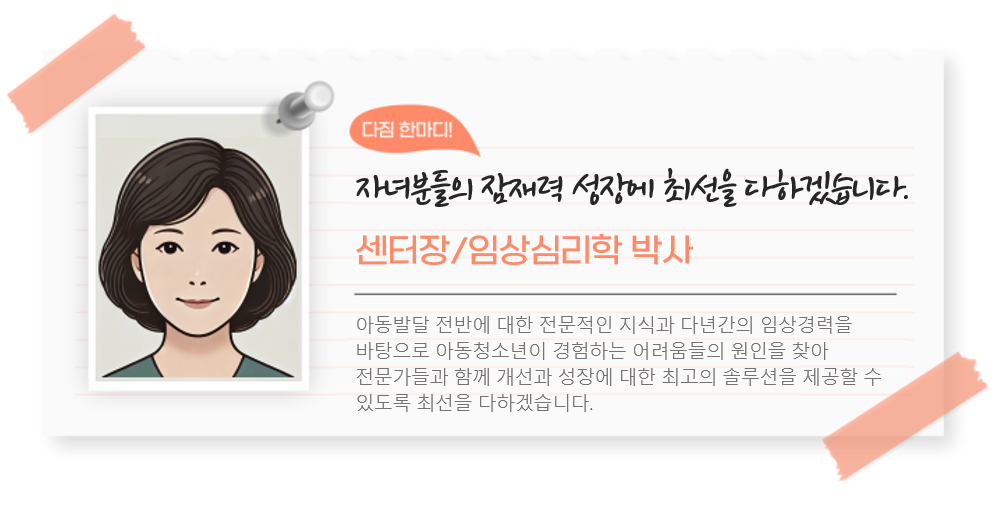 다짐 한마디!
자녀분들의 잠재력 성장에 최선을 다하겠습니다.
센터장/임상심리학 박사
아동발달 전반에 대한 전문적인 지식과 다년간의 임상경력을
바탕으로 아동청소년이 경험하는 어려움들의 원인을 찾아
전문가들과 함께 개선과 성장에 대한 최고의 솔루션을 제공할 수
있도록 최선을 다하겠습니다.